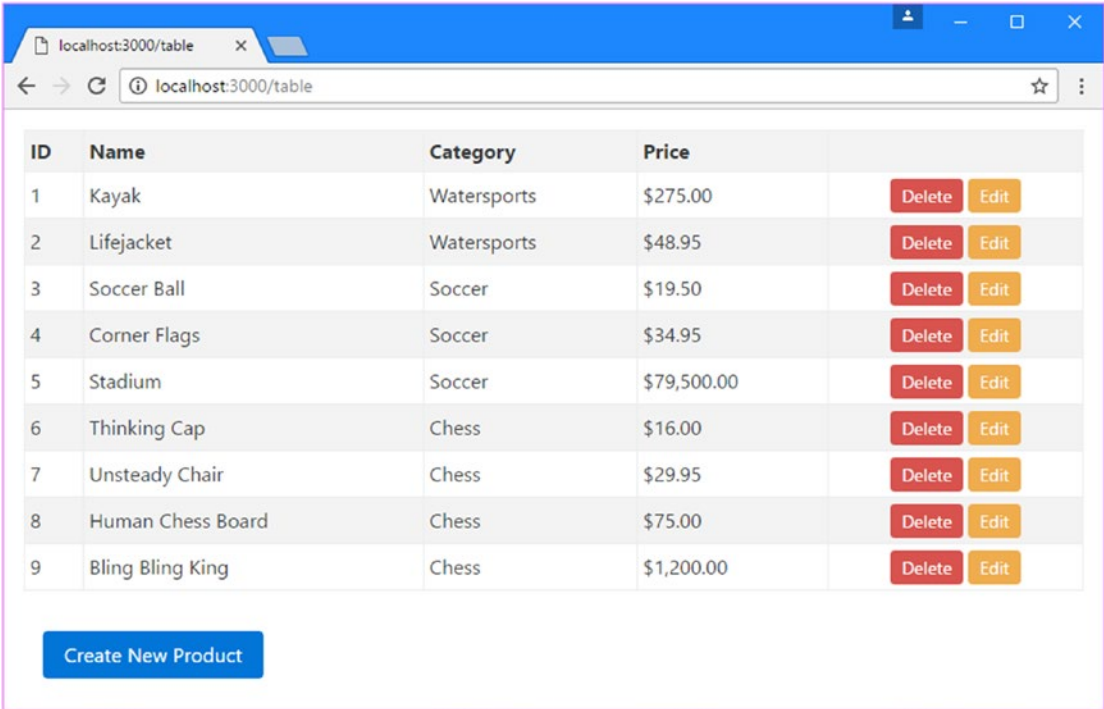 localhost:3000/table
localhost:3000/table
ID Name Category Price
1 Kayak Watersports $275.00 Delete Edit
2 Lifejacket Watersports $48.95 Delete Edit
3 Soccer Ball Soccer $19.50 Delete Edit
4 Corner Flags Soccer $34.95 Delete Edit
5 Stadium Soccer $79,500.00 Delete Edit
6 Thinking Cap Chess $16.00 Delete Edit
7 Unsteady Chair Chess $29.95 Delete Edit
8 Human Chess Board Chess $75.00 Delete Edit
9 Bling Bling King Chess $1,200.00 Delete Edit
Create New Product